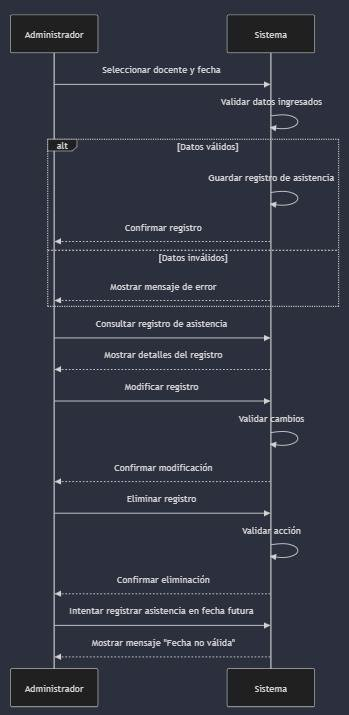 Administrador
Sistema
Seleccionar docente y fecha
Validar datos ingresados
alt
[Datos válidos]
Guardar registro de asistencia
Confirmar registro
[Datos inválidos]
Mostrar mensaje de error
Consultar registro de asistencia
Mostrar detalles del registro
Modificar registro
Validar cambios
Confirmar modificación
Eliminar registro
Validar acción
Confirmar eliminación
Intentar registrar asistencia en fecha futura
Mostrar mensaje "Fecha no válida"
Administrador
Sistema